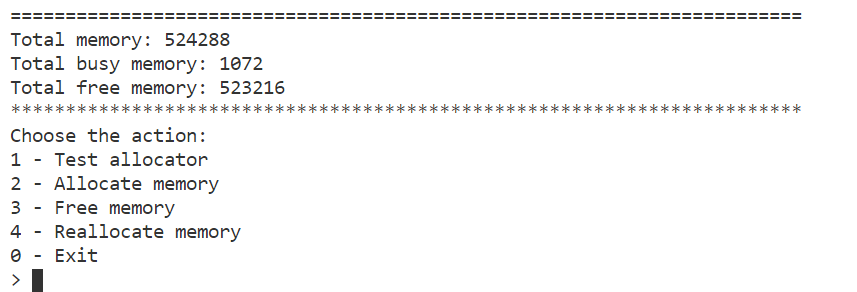 ========================================================================
Total memory: 524288
Total busy memory: 1072
Total free memory: 523216
************************************************************************
Choose the action:
1 - Test allocator
2 - Allocate memory
3 - Free memory
4 - Reallocate memory
0 - Exit
>